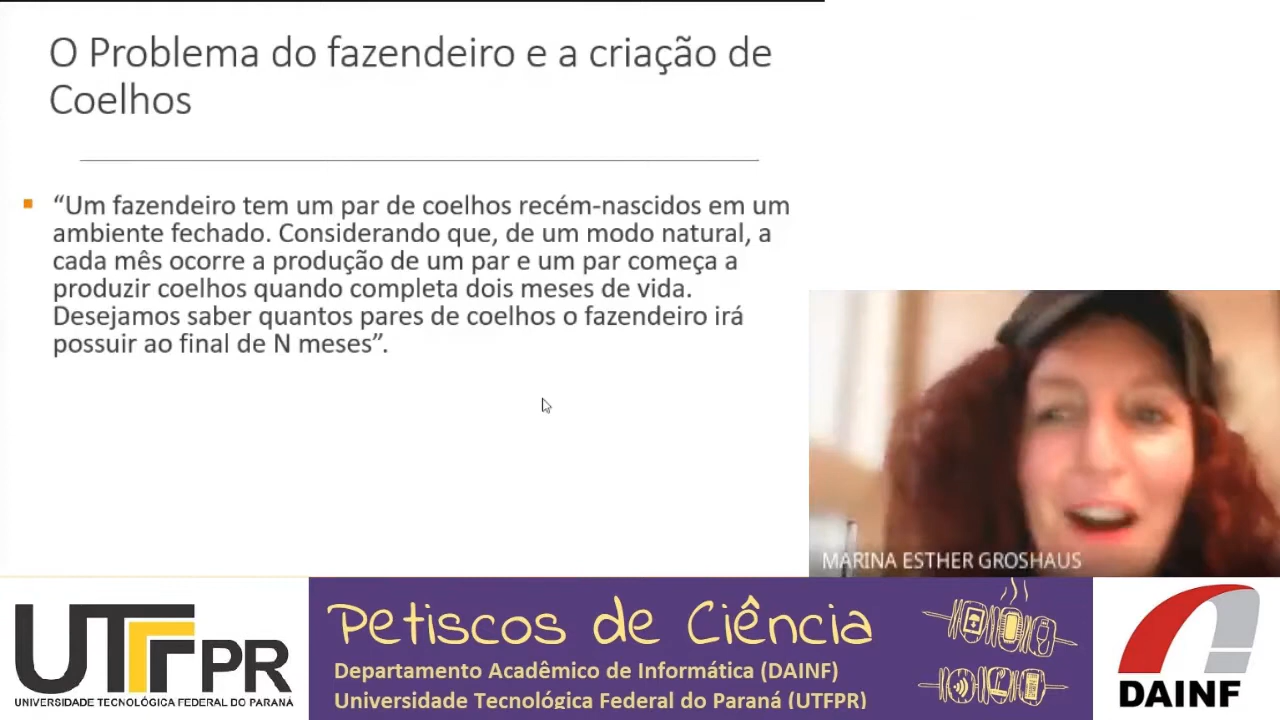 O Problema do fazendeiro e a criação de
Coelhos
“Um fazendeiro tem um par de coelhos recém-nascidos em um
ambiente fechado. Considerando que, de um modo natural, a
cada mês ocorre a produção de um par e um par começa a
produzir coelhos quando completa dois meses de vida.
Desejamos saber quantos pares de coelhos o fazendeiro irá
possuir ao final de N meses”.
MARINA ESTHER GROSHAUS
UTFPR
UNIVERSIDADE TECNOLÓGICA FEDERAL DO PARANÁ
Petiscos de Ciência
Departamento Acadêmico de Informática (DAINF)
Universidade Tecnológica Federal do Paraná (UTFPR)
DAINF